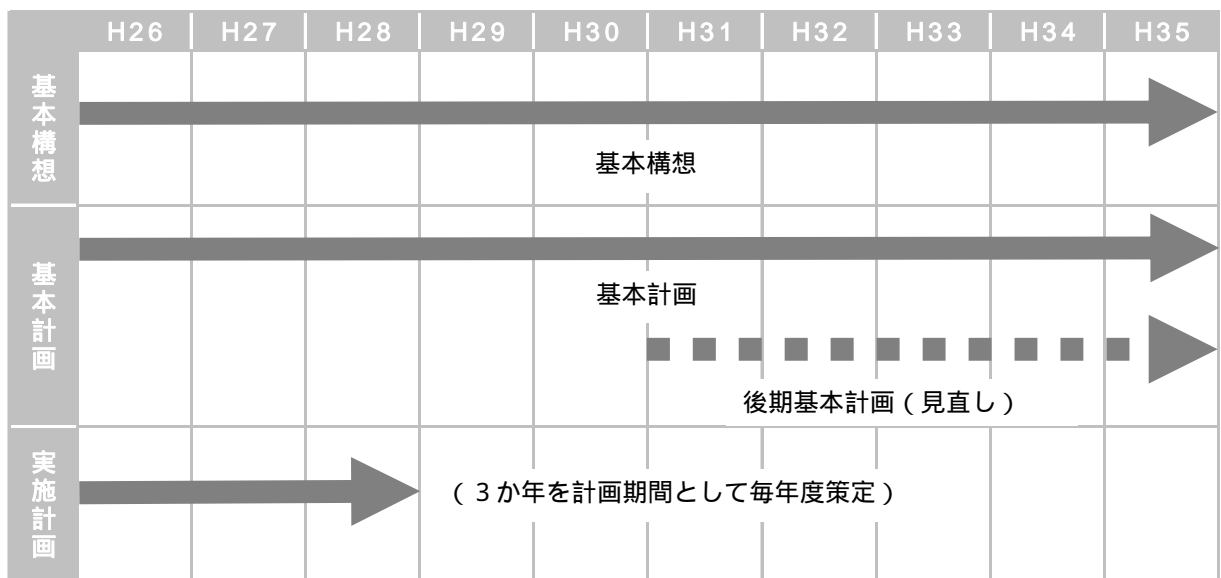 H26 H27 H28 H29 H30 H31 H32 H33 H34 H35
基本構想
基本構想
基本計画
基本計画
後期基本計画(見直し)
実施計画
(3か年を計画期間として毎年度策定)